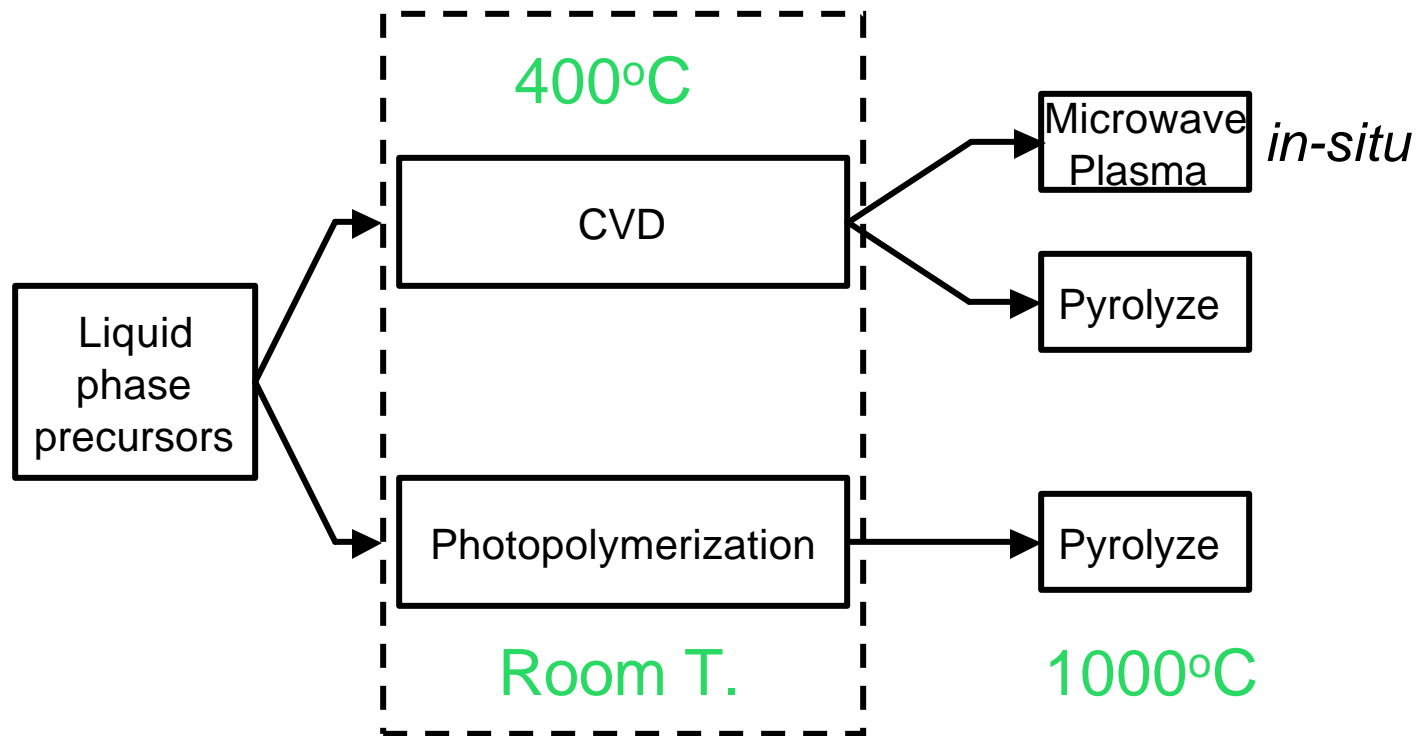 400°C
Microwave
Plasma
in-situ
CVD
Pyrolyze
Liquid
phase
precursors
Photopolymerization
Pyrolyze
Room T.
1000°C